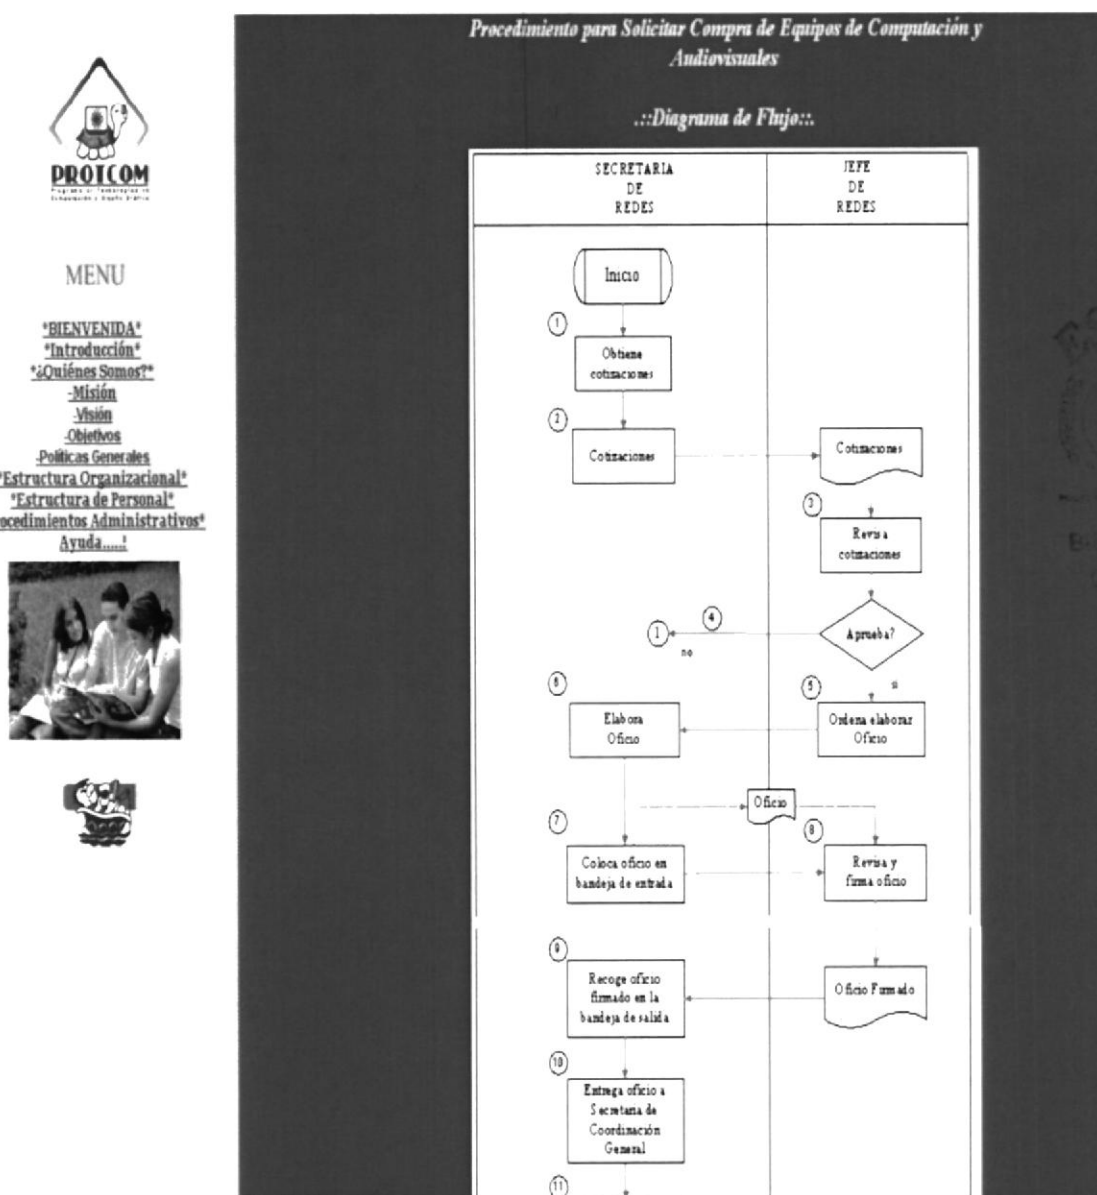 Procedimiento para Solicitar Compra de Equipos de Computación y
Audiovisuales
.::Diagrama de Flujo::.
PROTCOM
MENU
*BIENVENIDA*
*Introducción*
*¿Quiénes Somos?*
-Misión
-Visión
-Objetivos
-Políticas Generales
*Estructura Organizacional*
*Estructura de Personal*
ocedimientos Administrativos*
Ayuda.....!
SECRETARIA
DE
REDES
JEFE
DE
REDES
Inicio
1
Obtiene
cotizaciones
2
Cotizaciones
Cotizaciones
3
Revisa
cotizaciones
Aprueba?
4
1
no
si
5
Ordena elaborar
Oficio
6
Elabora
Oficio
Oficio
7
Coloca oficio en
bandeja de entrada
8
Revisa y
firma oficio
Oficio Firmado
9
Recoge oficio
firmado en la
bandeja de salida
10
Entrega oficio a
Secretaria de
Coordinación
General
11